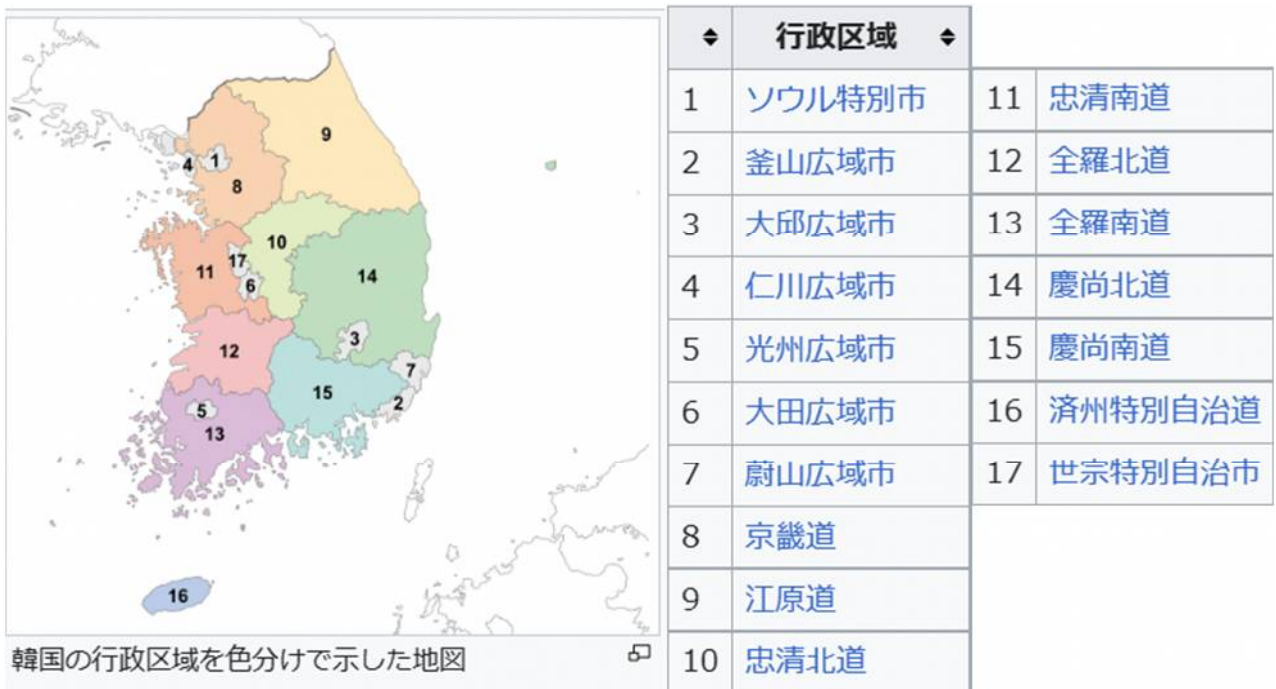 9
4
1
8
10
11
17
6
14
3
12
7
15
2
5
13
16
韓国の行政区域を色分けで示した地図
行政区域
1 ソウル特別市
2 釜山広域市
3 大邱広域市
4 仁川広域市
5 光州広域市
6 大田広域市
7 蔚山広域市
8 京畿道
9 江原道
10 忠清北道
11 忠清南道
12 全羅北道
13 全羅南道
14 慶尚北道
15 慶尚南道
16 済州特別自治道
17 世宗特別自治市